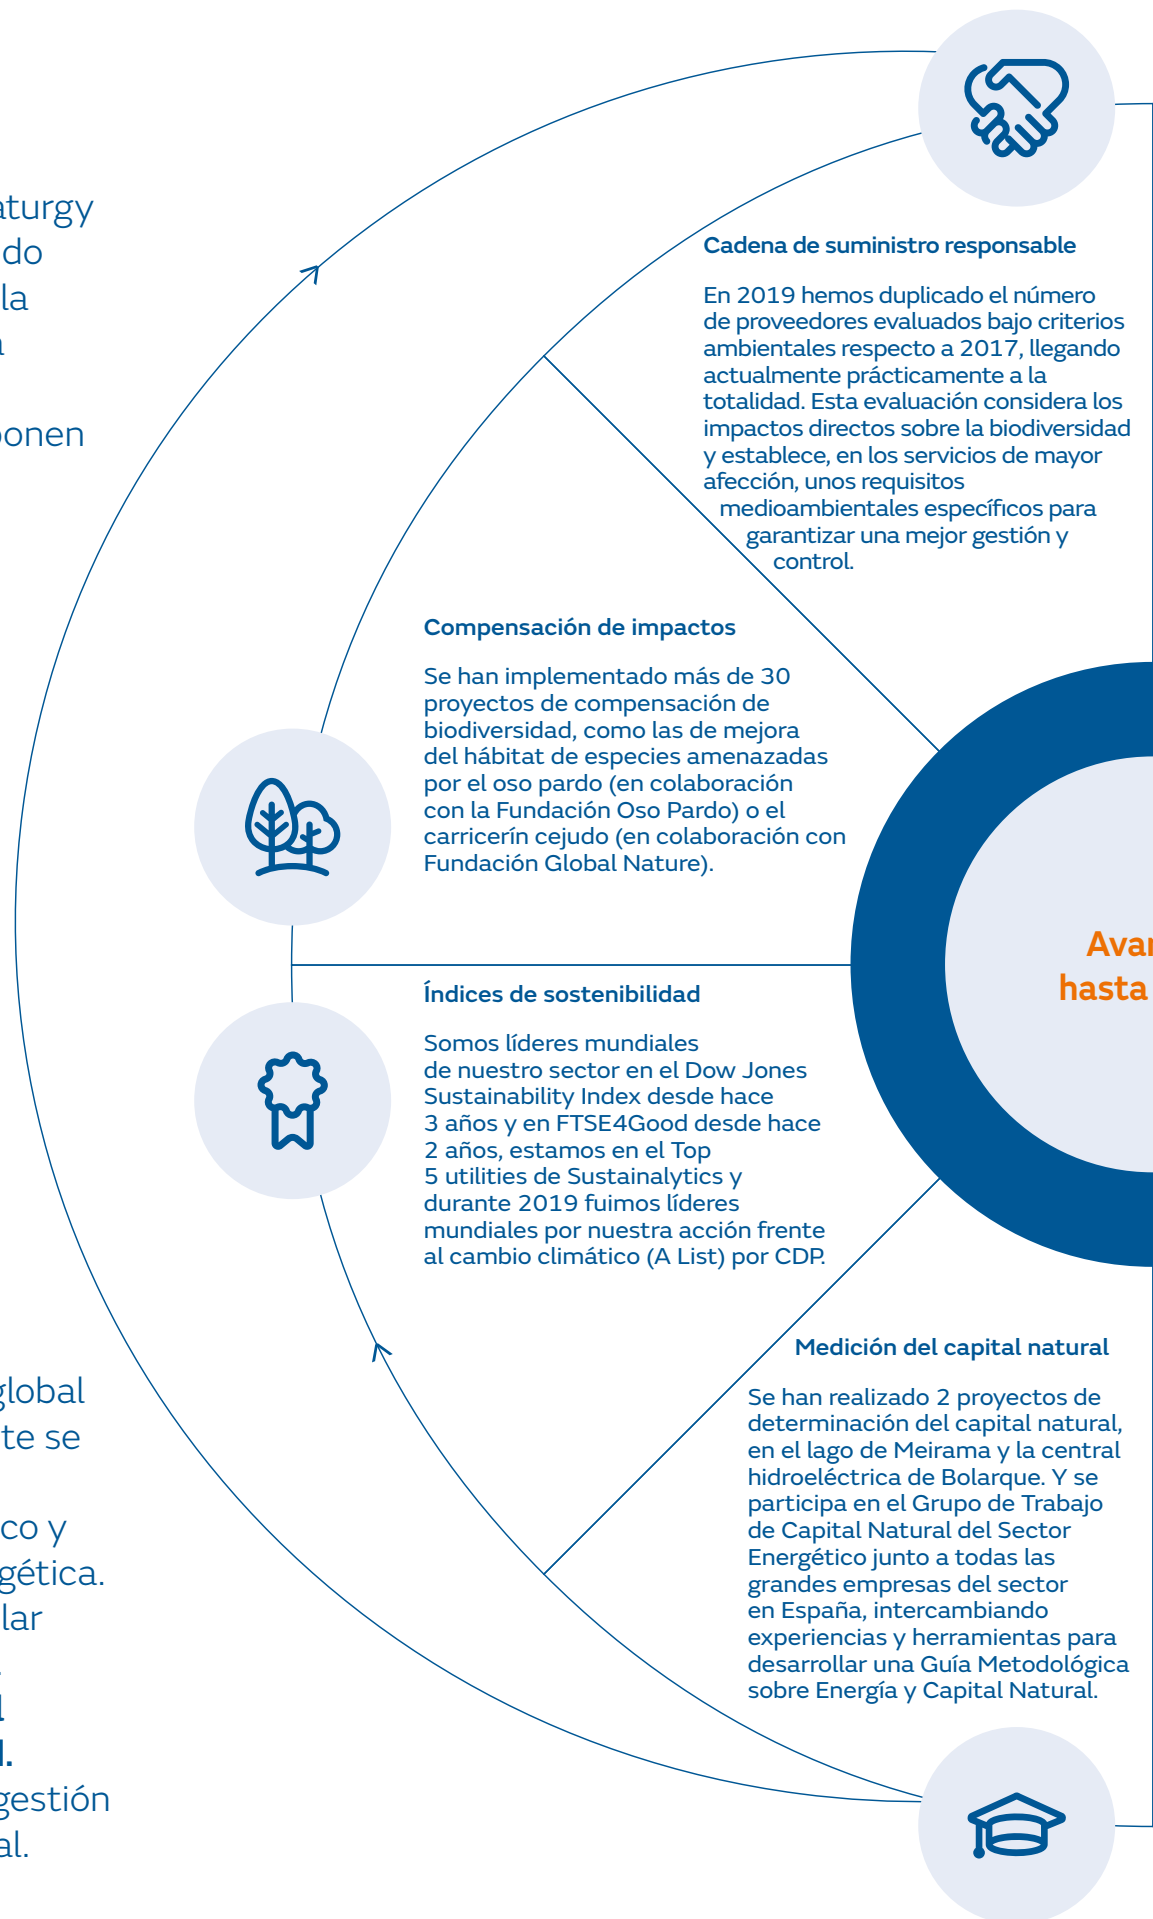 do
la
ponen
global
te se
co y
gética.
lar
gestión
al.
Cadena de suministro responsable
En 2019 hemos duplicado el número
de proveedores evaluados bajo criterios
ambientales respecto a 2017, llegando
actualmente prácticamente a la
totalidad. Esta evaluación considera los
impactos directos sobre la biodiversidad
y establece, en los servicios de mayor
afección, unos requisitos
medioambientales específicos para
garantizar una mejor gestión y
control.
Compensación de impactos
Se han implementado más de 30
proyectos de compensación de
biodiversidad, como las de mejora
del hábitat de especies amenazadas
por el oso pardo (en colaboración
con la Fundación Oso Pardo) o el
carricerín cejudo (en colaboración con
Fundación Global Nature).
Índices de sostenibilidad
Somos líderes mundiales
de nuestro sector en el Dow Jones
Sustainability Index desde hace
3 años y en FTSE4Good desde hace
2 años, estamos en el Top
5 utilities de Sustainalytics y
durante 2019 fuimos líderes
mundiales por nuestra acción frente
al cambio climático (A List) por CDP.
Medición del capital natural
Se han realizado 2 proyectos de
determinación del capital natural,
en el lago de Meirama y la central
hidroeléctrica de Bolarque. Y se
participa en el Grupo de Trabajo
de Capital Natural del Sector
Energético junto a todas las
grandes empresas del sector
en España, intercambiando
experiencias y herramientas para
desarrollar una Guía Metodológica
sobre Energía y Capital Natural.
hasta